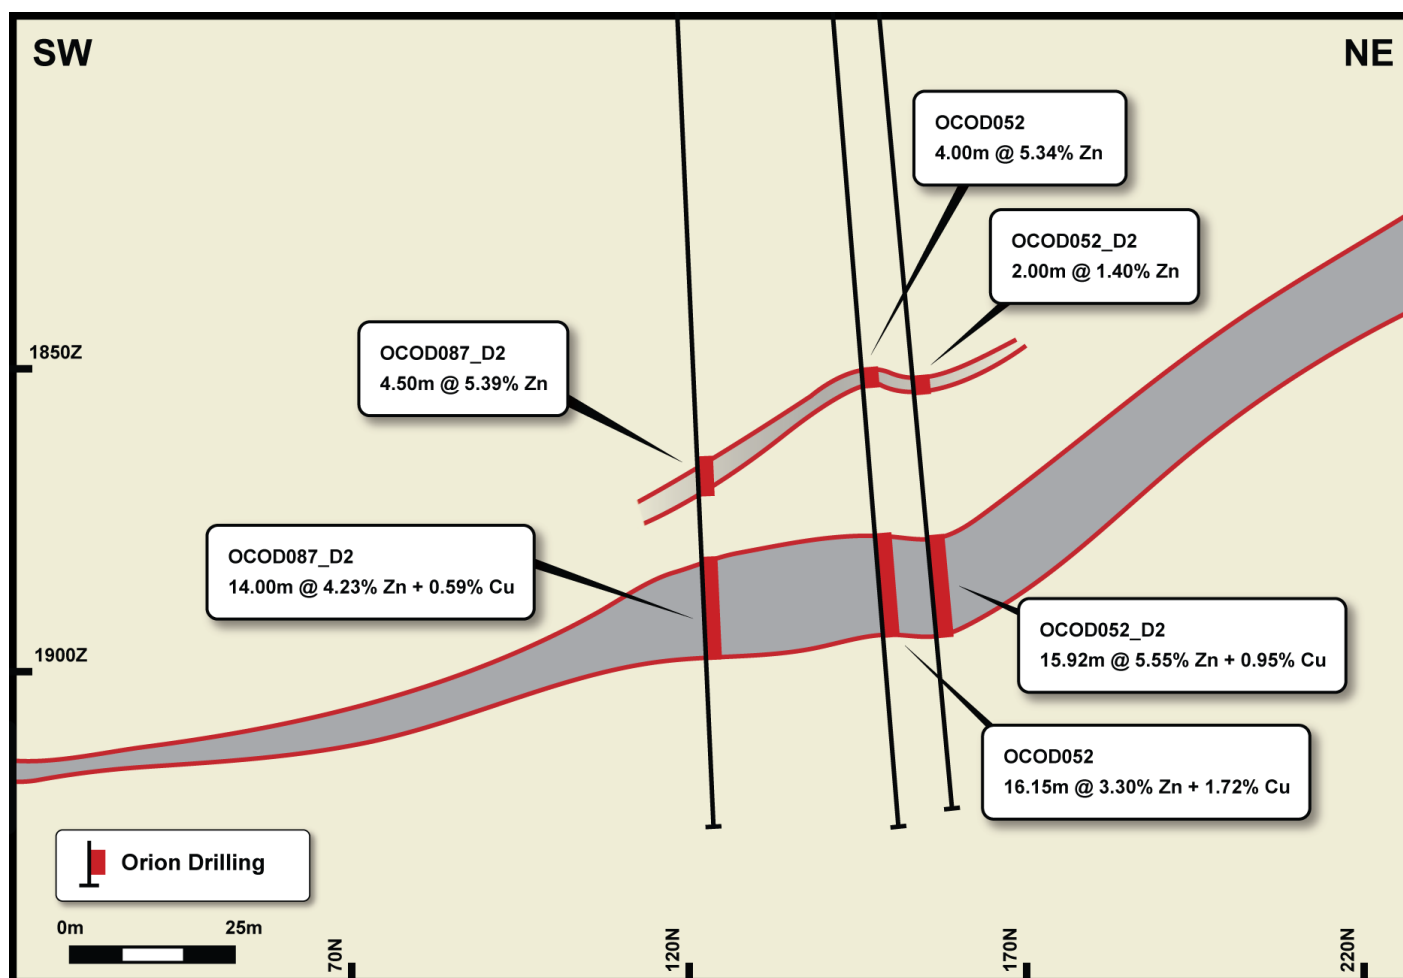 SW
NE
OCOD052
4.00m @ 5.34% Zn
OCOD052_D2
2.00m @ 1.40% Zn
1850Z
OCOD087_D2
4.50m @ 5.39% Zn
OCOD087_D2
14.00m @ 4.23% Zn + 0.59% Cu
OCOD052_D2
15.92m @ 5.55% Zn + 0.95% Cu
1900Z
OCOD052
16.15m @ 3.30% Zn + 1.72% Cu
Orion Drilling
0m
25m
70N
120N
170N
220N